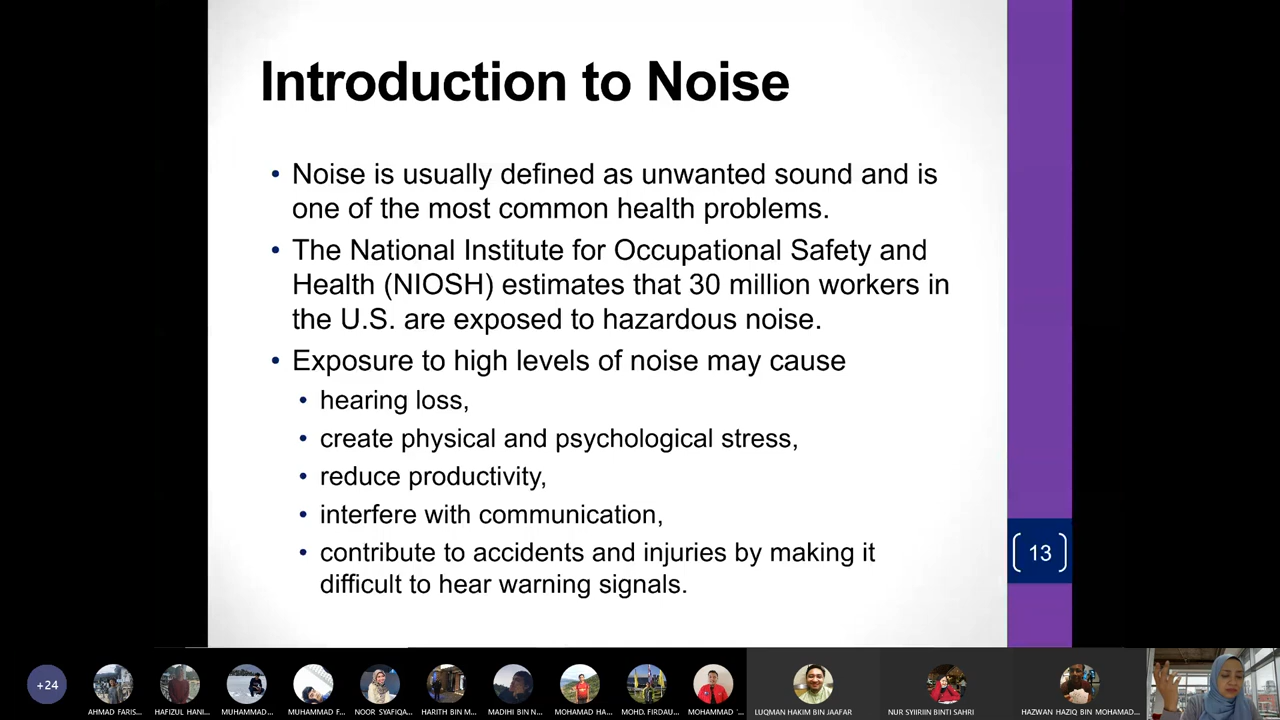 Introduction to Noise
• Noise is usually defined as unwanted sound and is
one of the most common health problems.
• The National Institute for Occupational Safety and
Health (NIOSH) estimates that 30 million workers in
the U.S. are exposed to hazardous noise.
• Exposure to high levels of noise may cause
• hearing loss,
• create physical and psychological stress,
• reduce productivity,
• interfere with communication,
• contribute to accidents and injuries by making it
difficult to hear warning signals.
13
+24
AHMAD FARIS...
HAFIZUL HANI...
MUHAMMAD...
MUHAMMAD F...
NOOR SYAFIQA...
HARITH BIN M...
MADIHI BIN N...
MOHAMAD HA...
MOHD. FIRDAU...
MOHAMMAD
LUQMAN HAKIM BIN JAAFAR
NUR SYIRIIN BINTI SAHRI
HAZWAN HAZIQ BIN MOHAMAD...